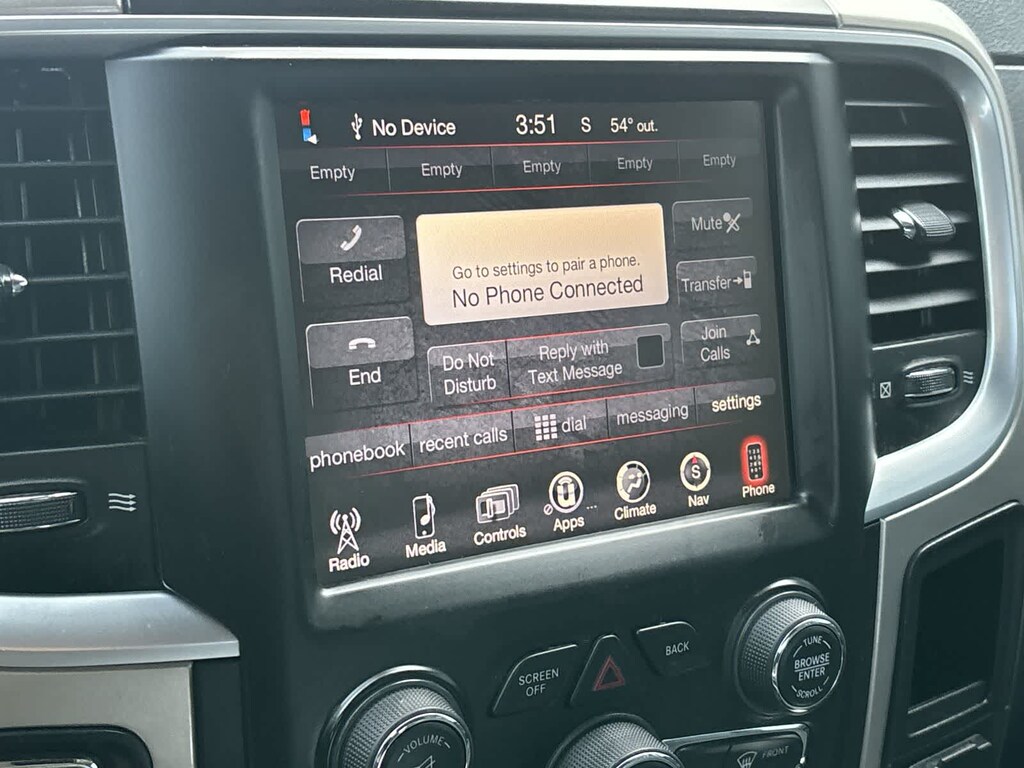 No Device 3:51 S 54° out.
Empty Empty Empty Empty Empty
Redial
Go to settings to pair a phone.
No Phone Connected
Mute
Transfer
End
Do Not
Disturb
Reply with
Text Message
Join
Calls
phonebook recent calls dial messaging settings
Radio Media Controls Apps ... Climate S Nav Phone
SCREEN
OFF
BACK
TUNE
BROWSE
ENTER
SCROLL
VOLUME
FRONT